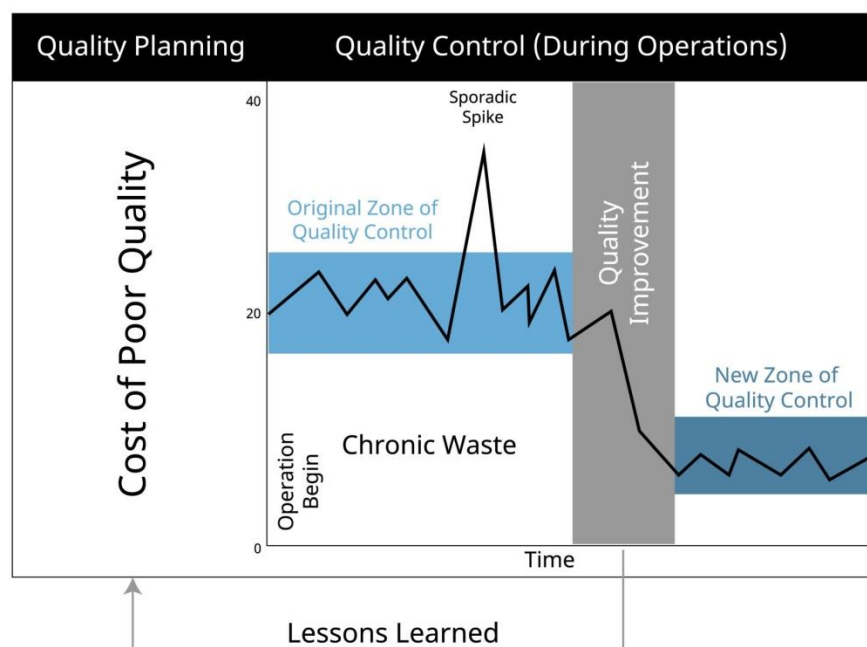 Quality Planning
Quality Control (During Operations)
40
Sporadic
Spike
Cost of Poor Quality
Original Zone of
Quality Control
Quality
Improvement
20
New Zone of
Quality Control
Chronic Waste
Operation
Begin
0
Time
Lessons Learned